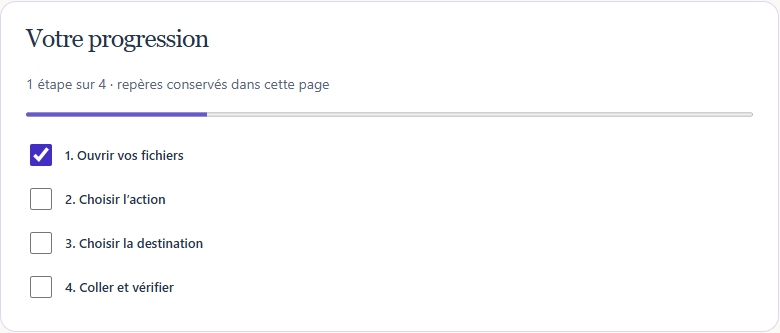 Votre progression
1 étape sur 4 · repères conservés dans cette page
1. Ouvrir vos fichiers
2. Choisir l’action
3. Choisir la destination
4. Coller et vérifier